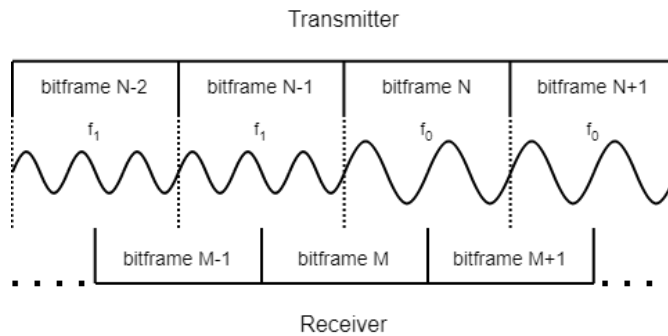 Transmitter
bitframe N-2 bitframe N-1 bitframe N bitframe N+1
f₁ f₁ f₀ f₀
bitframe M-1 bitframe M bitframe M+1
Receiver